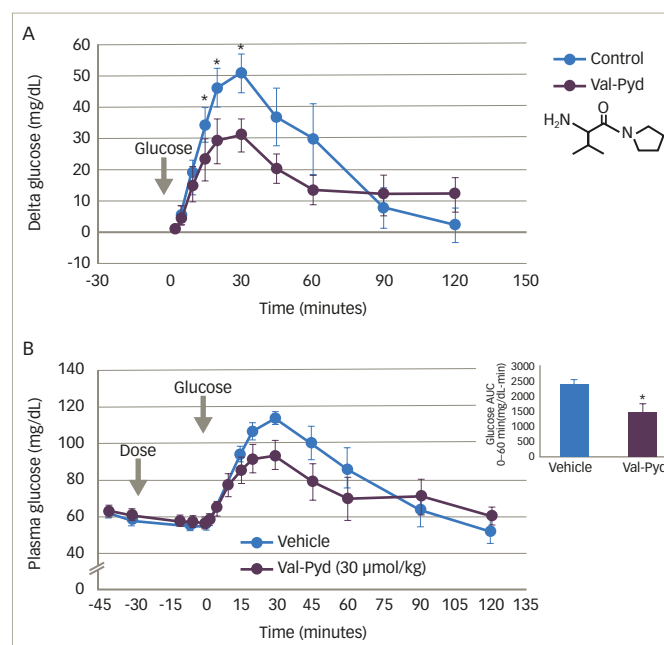 A
Delta glucose (mg/dL)
60
50
40
30
20
10
0
-10
Glucose
*
*
*
-30
0
30
60
90
120
150
Time (minutes)
Control
Val-Pyd
H2N
O
N
B
Plasma glucose (mg/dL)
140
120
100
80
60
40
0
Dose
Glucose
Vehicle
Val-Pyd (30 μmol/kg)
-45
-30
-15
0
15
30
45
60
75
90
105
120
135
Time (minutes)
Glucose AUC
0–60 min(mg/dL-min)
3000
2500
2000
1500
1000
500
0
*
Vehicle
Val-Pyd